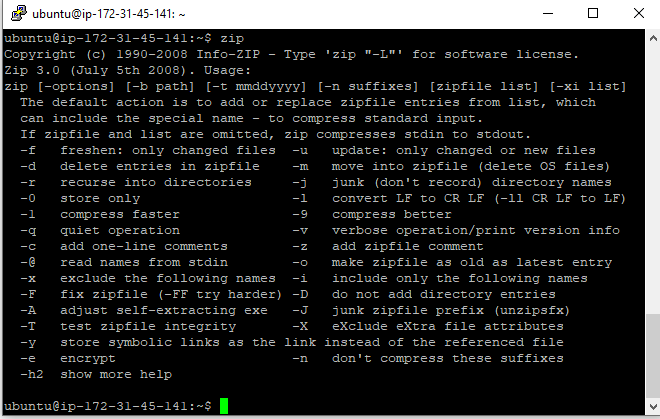 ubuntu@ip-172-31-45-141: ~
ubuntu@ip-172-31-45-141:~$ zip
Copyright (c) 1990-2008 Info-ZIP - Type 'zip "-L"' for software license.
Zip 3.0 (July 5th 2008). Usage:
zip [-options] [-b path] [-t mmddyyyy] [-n suffixes] [zipfile list] [-xi list]
  The default action is to add or replace zipfile entries from list, which
  can include the special name - to compress standard input.
  If zipfile and list are omitted, zip compresses stdin to stdout.
  -f   freshen: only changed files  -u   update: only changed or new files
  -d   delete entries in zipfile    -m   move into zipfile (delete OS files)
  -r   recurse into directories     -j   junk (don't record) directory names
  -0   store only                   -l   convert LF to CR LF (-ll CR LF to LF)
  -1   compress faster              -9   compress better
  -q   quiet operation              -v   verbose operation/print version info
  -c   add one-line comments        -z   add zipfile comment
  -@   read names from stdin        -o   make zipfile as old as latest entry
  -x   exclude the following names  -i   include only the following names
  -F   fix zipfile (-FF try harder) -D   do not add directory entries
  -A   adjust self-extracting exe   -J   junk zipfile prefix (unzipsfx)
  -T   test zipfile integrity       -X   eXclude eXtra file attributes
  -y   store symbolic links as the link instead of the referenced file
  -e   encrypt                      -n   don't compress these suffixes
  -h2  show more help
ubuntu@ip-172-31-45-141:~$